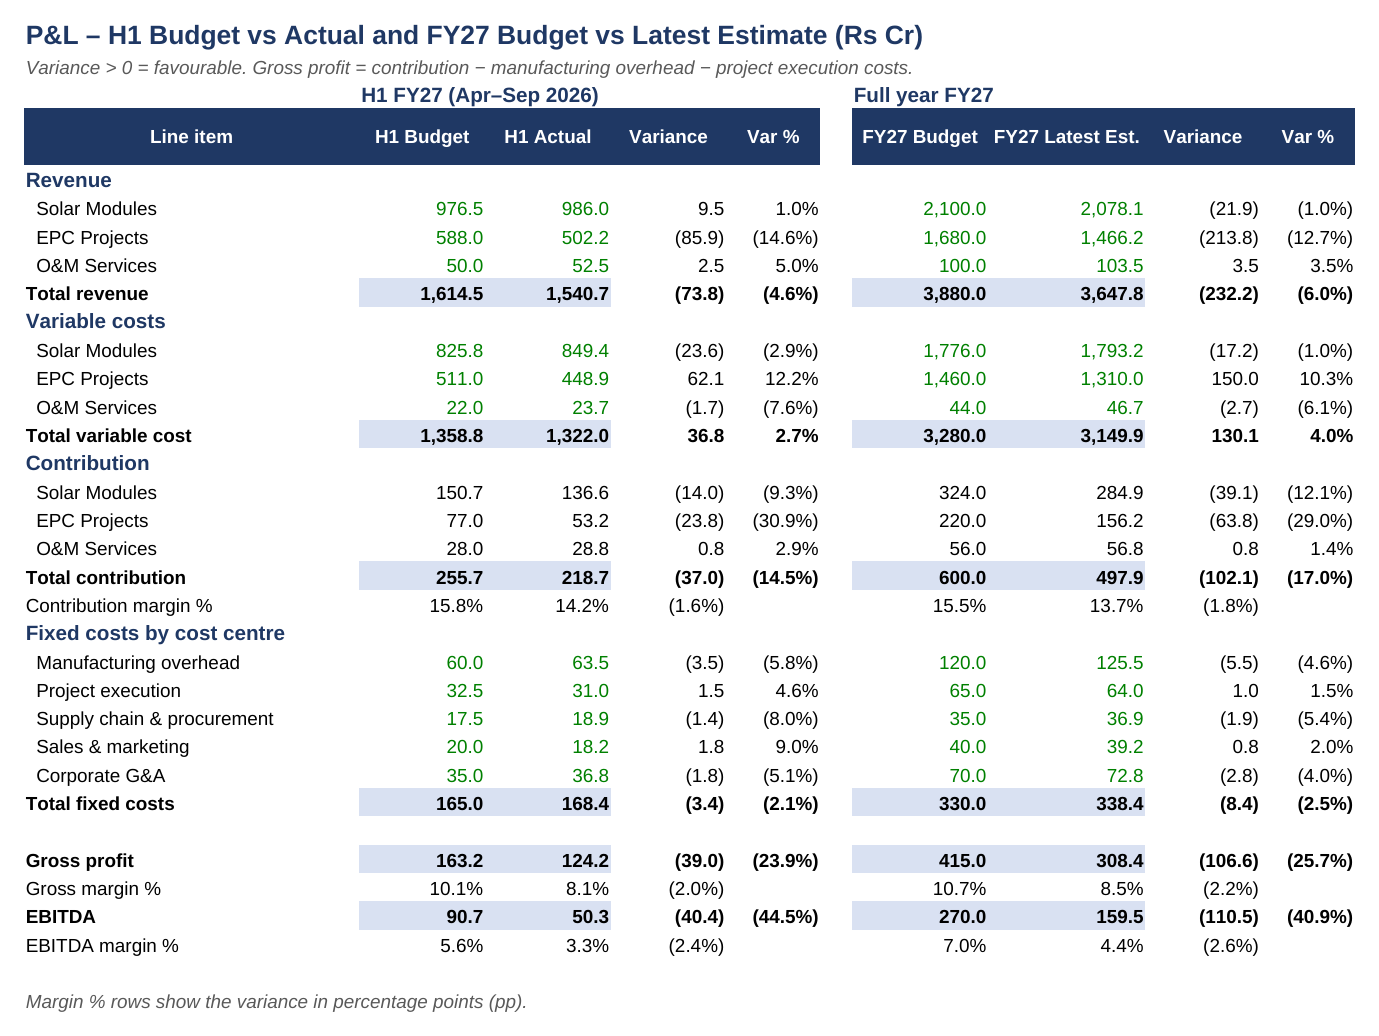 P&L – H1 Budget vs Actual and FY27 Budget vs Latest Estimate (Rs Cr)
Variance > 0 = favourable. Gross profit = contribution − manufacturing overhead − project execution costs.
H1 FY27 (Apr–Sep 2026) Full year FY27
Line item H1 Budget H1 Actual Variance Var % FY27 Budget FY27 Latest Est. Variance Var %
Revenue
Solar Modules 976.5 986.0 9.5 1.0% 2,100.0 2,078.1 (21.9) (1.0%)
EPC Projects 588.0 502.2 (85.9) (14.6%) 1,680.0 1,466.2 (213.8) (12.7%)
O&M Services 50.0 52.5 2.5 5.0% 100.0 103.5 3.5 3.5%
Total revenue 1,614.5 1,540.7 (73.8) (4.6%) 3,880.0 3,647.8 (232.2) (6.0%)
Variable costs
Solar Modules 825.8 849.4 (23.6) (2.9%) 1,776.0 1,793.2 (17.2) (1.0%)
EPC Projects 511.0 448.9 62.1 12.2% 1,460.0 1,310.0 150.0 10.3%
O&M Services 22.0 23.7 (1.7) (7.6%) 44.0 46.7 (2.7) (6.1%)
Total variable cost 1,358.8 1,322.0 36.8 2.7% 3,280.0 3,149.9 130.1 4.0%
Contribution
Solar Modules 150.7 136.6 (14.0) (9.3%) 324.0 284.9 (39.1) (12.1%)
EPC Projects 77.0 53.2 (23.8) (30.9%) 220.0 156.2 (63.8) (29.0%)
O&M Services 28.0 28.8 0.8 2.9% 56.0 56.8 0.8 1.4%
Total contribution 255.7 218.7 (37.0) (14.5%) 600.0 497.9 (102.1) (17.0%)
Contribution margin % 15.8% 14.2% (1.6%) 15.5% 13.7% (1.8%)
Fixed costs by cost centre
Manufacturing overhead 60.0 63.5 (3.5) (5.8%) 120.0 125.5 (5.5) (4.6%)
Project execution 32.5 31.0 1.5 4.6% 65.0 64.0 1.0 1.5%
Supply chain & procurement 17.5 18.9 (1.4) (8.0%) 35.0 36.9 (1.9) (5.4%)
Sales & marketing 20.0 18.2 1.8 9.0% 40.0 39.2 0.8 2.0%
Corporate G&A 35.0 36.8 (1.8) (5.1%) 70.0 72.8 (2.8) (4.0%)
Total fixed costs 165.0 168.4 (3.4) (2.1%) 330.0 338.4 (8.4) (2.5%)
Gross profit 163.2 124.2 (39.0) (23.9%) 415.0 308.4 (106.6) (25.7%)
Gross margin % 10.1% 8.1% (2.0%) 10.7% 8.5% (2.2%)
EBITDA 90.7 50.3 (40.4) (44.5%) 270.0 159.5 (110.5) (40.9%)
EBITDA margin % 5.6% 3.3% (2.4%) 7.0% 4.4% (2.6%)
Margin % rows show the variance in percentage points (pp).